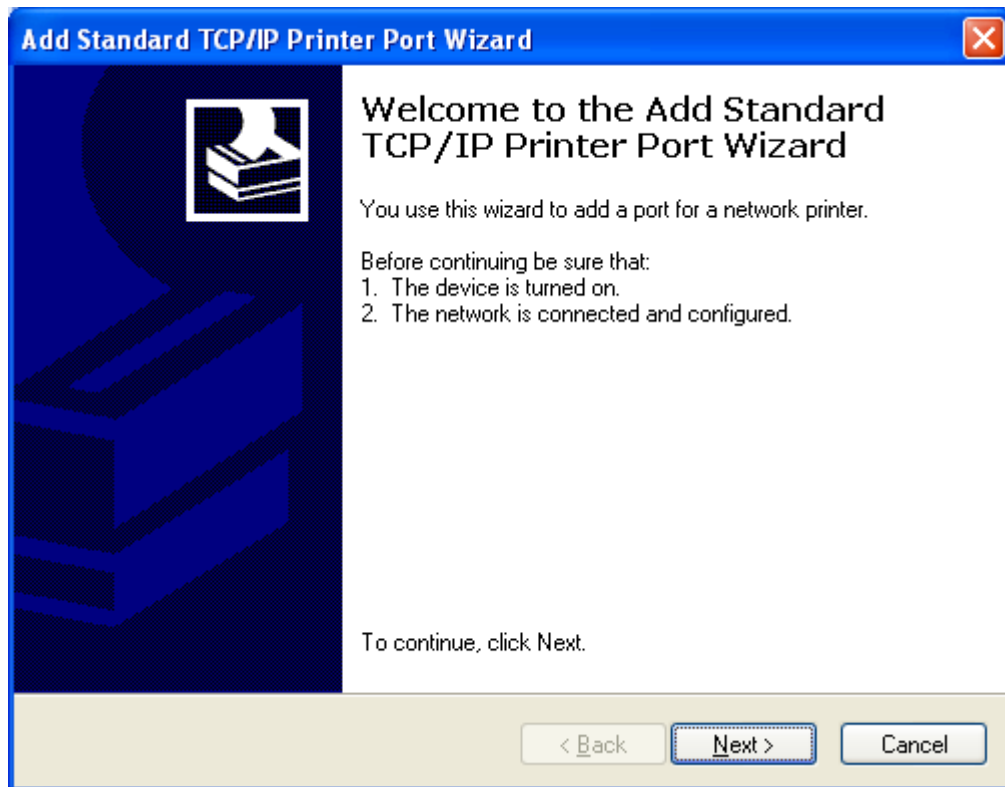 Add Standard TCP/IP Printer Port Wizard
Welcome to the Add Standard
TCP/IP Printer Port Wizard
You use this wizard to add a port for a network printer.
Before continuing be sure that:
1. The device is turned on.
2. The network is connected and configured.
To continue, click Next.
< Back
Next >
Cancel